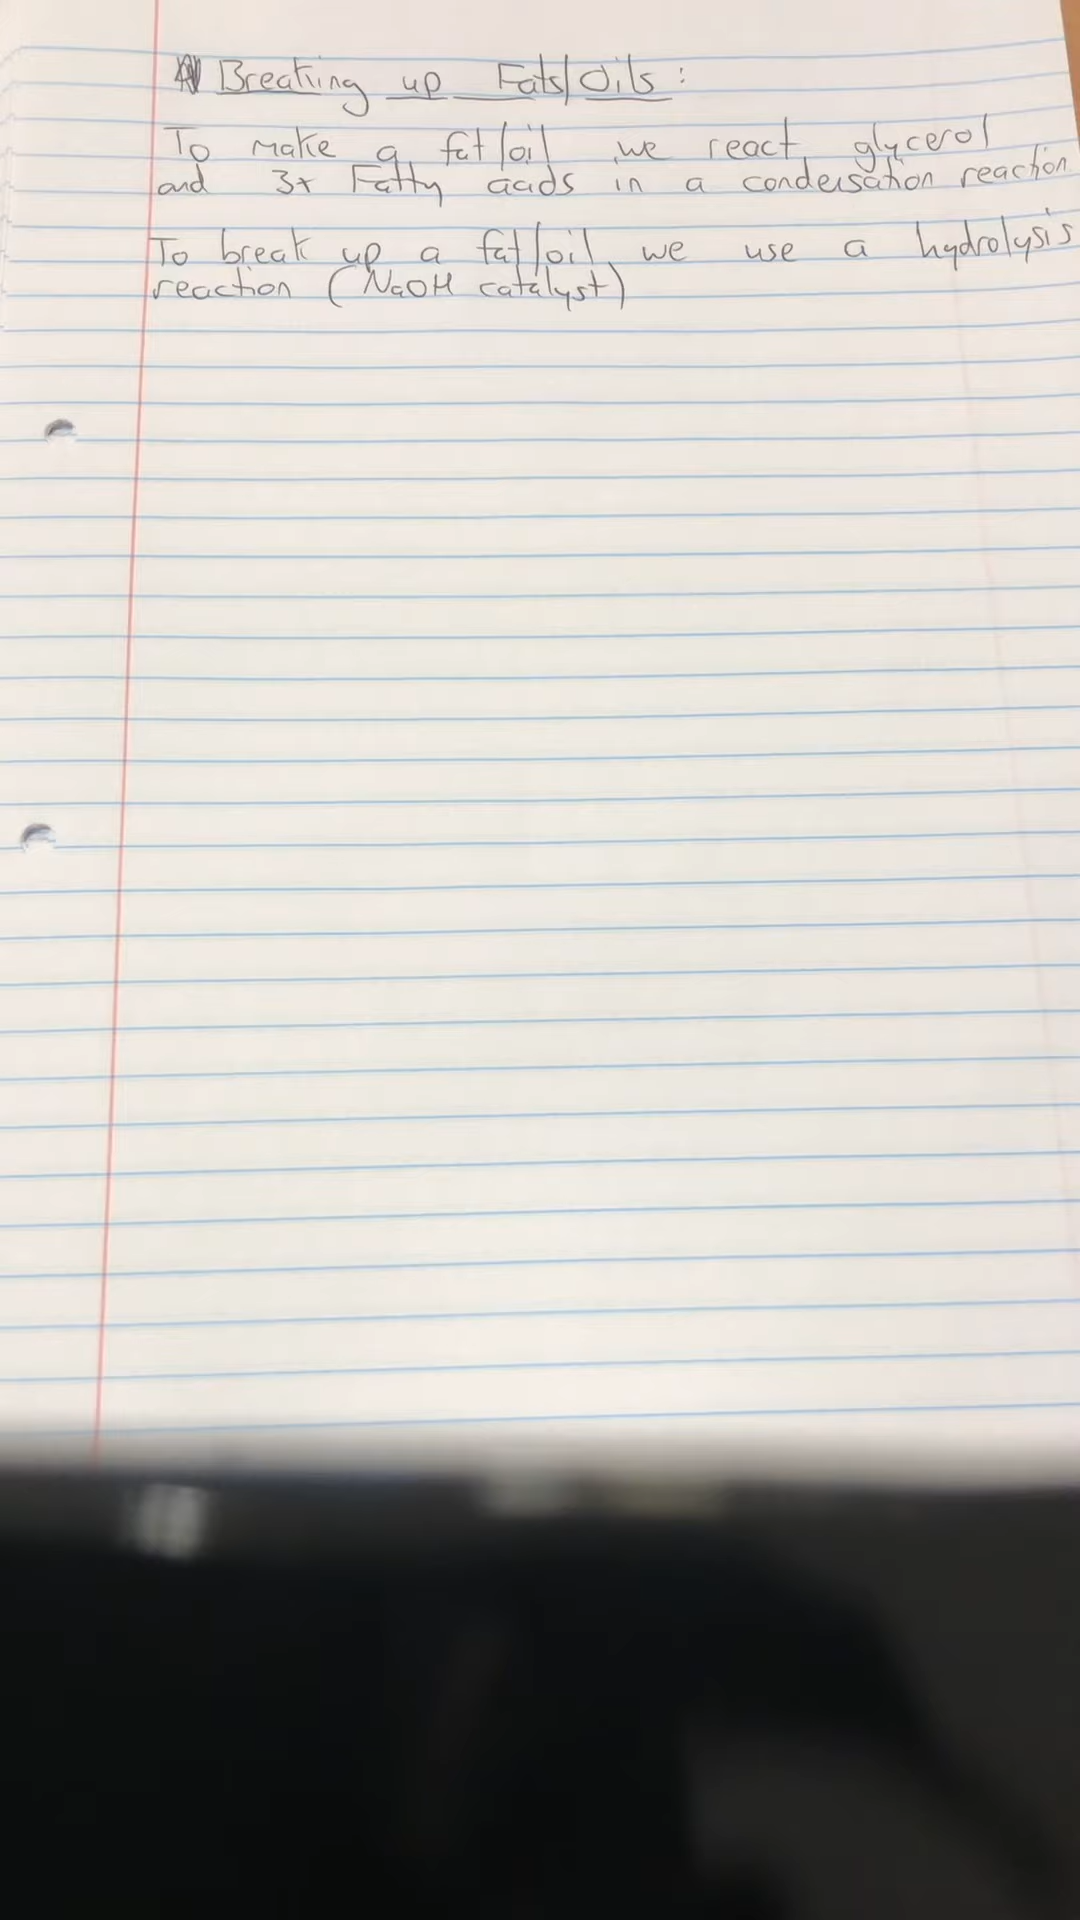 Breaking up Fats/Oils:
To make a fat/oil we react glycerol
and 3x Fatty acids in a condensation reaction
To break up a fat/oil we use a hydrolysis
reaction (NaOH catalyst)